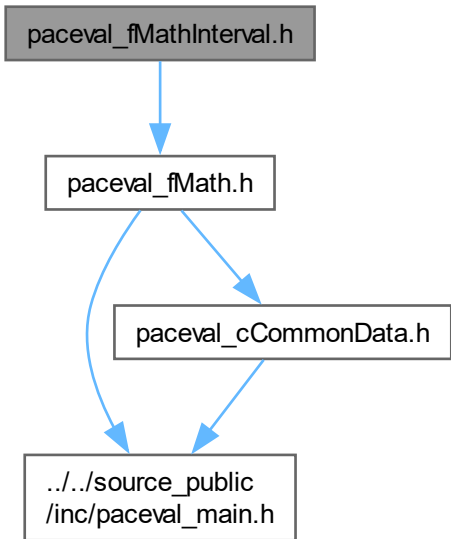 paceval_fMathInterval.h
paceval_fMath.h
paceval_cCommonData.h
../../source_public
/inc/paceval_main.h